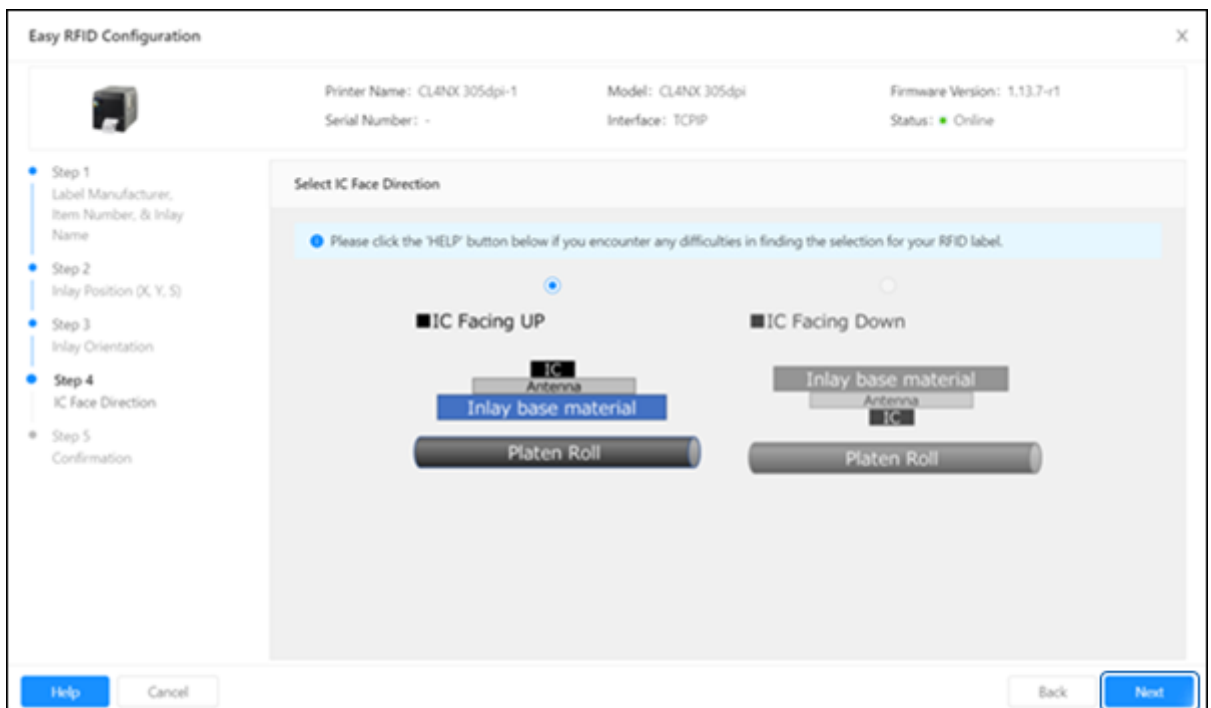 Easy RFID Configuration
Printer Name: CL4NX 305dpi-1
Model: CL4NX 305dpi
Firmware Version: 1.13.7-r1
Serial Number: -
Interface: TCPIP
Status: Online
Step 1
Label Manufacturer,
Item Number, & Inlay
Name
Step 2
Inlay Position (X, Y, S)
Step 3
Inlay Orientation
Step 4
IC Face Direction
Step 5
Confirmation
Select IC Face Direction
Please click the 'HELP' button below if you encounter any difficulties in finding the selection for your RFID label.
■IC Facing UP
IC
Antenna
Inlay base material
Platen Roll
■IC Facing Down
Inlay base material
Antenna
IC
Platen Roll
Help
Cancel
Back
Next